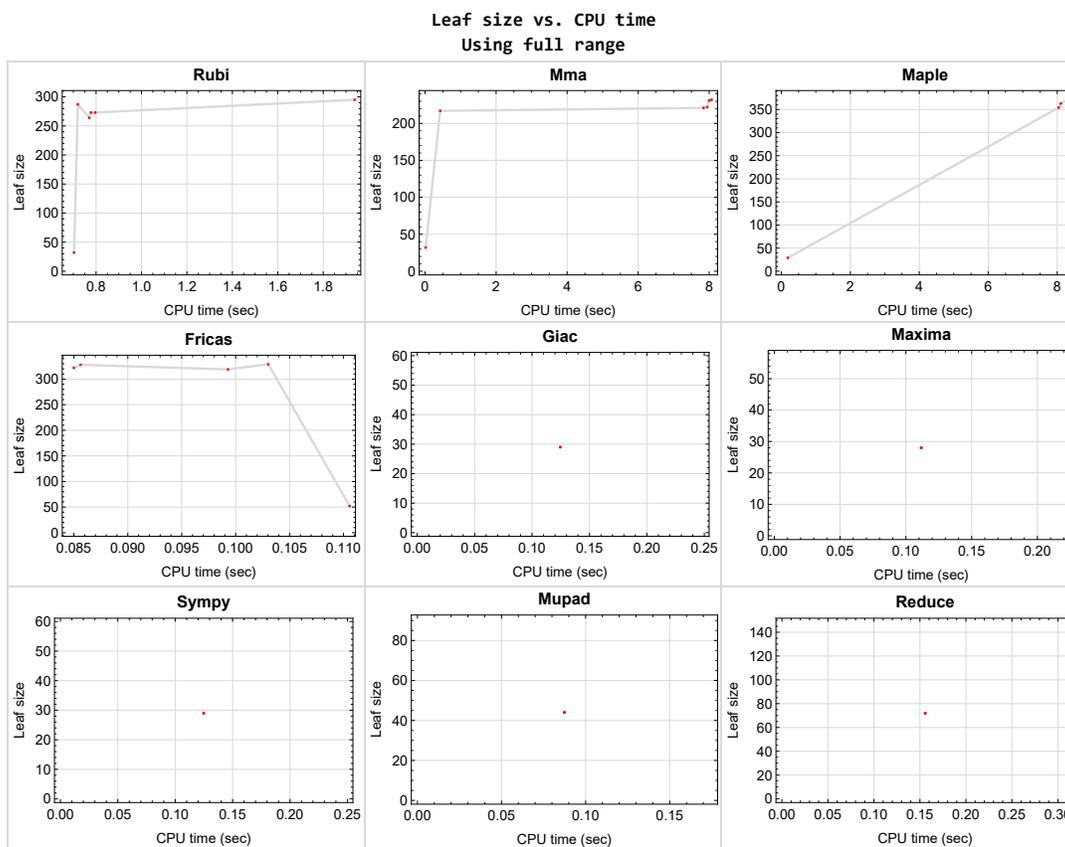 Leaf size vs. CPU time
Using full range
Rubi
300
250
200
150
100
50
0
Leaf size
0.8 1.0 1.2 1.4 1.6 1.8
CPU time (sec)
Mma
200
150
100
50
0
Leaf size
0 2 4 6 8
CPU time (sec)
Maple
350
300
250
200
150
100
50
0
Leaf size
0 2 4 6 8
CPU time (sec)
Fricas
300
250
200
150
100
50
0
Leaf size
0.085 0.090 0.095 0.100 0.105 0.110
CPU time (sec)
Giac
60
50
40
30
20
10
0
Leaf size
0.00 0.05 0.10 0.15 0.20 0.25
CPU time (sec)
Maxima
50
40
30
20
10
0
Leaf size
0.00 0.05 0.10 0.15 0.20
CPU time (sec)
Sympy
60
50
40
30
20
10
0
Leaf size
0.00 0.05 0.10 0.15 0.20 0.25
CPU time (sec)
Mupad
80
60
40
20
0
Leaf size
0.00 0.05 0.10 0.15
CPU time (sec)
Reduce
140
120
100
80
60
40
20
0
Leaf size
0.00 0.05 0.10 0.15 0.20 0.25 0.30
CPU time (sec)